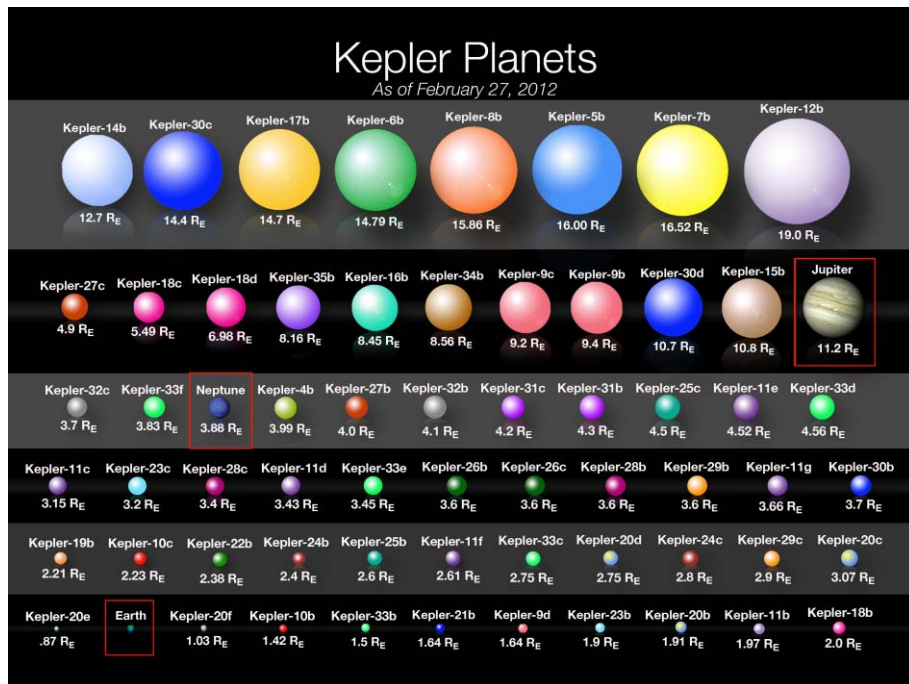 Kepler Planets
As of February 27, 2012
Kepler-14b Kepler-30c Kepler-17b Kepler-6b Kepler-8b Kepler-5b Kepler-7b Kepler-12b
12.7 RE 14.4 RE 14.7 RE 14.79 RE 15.86 RE 16.00 RE 16.52 RE 19.0 RE
Kepler-27c Kepler-18c Kepler-18d Kepler-35b Kepler-16b Kepler-34b Kepler-9c Kepler-9b Kepler-30d Kepler-15b Jupiter
4.9 RE 5.49 RE 6.98 RE 8.16 RE 8.45 RE 8.56 RE 9.2 RE 9.4 RE 10.7 RE 10.8 RE 11.2 RE
Kepler-32c Kepler-33f Neptune Kepler-4b Kepler-27b Kepler-32b Kepler-31c Kepler-31b Kepler-25c Kepler-11e Kepler-33d
3.7 RE 3.83 RE 3.88 RE 3.99 RE 4.0 RE 4.1 RE 4.2 RE 4.3 RE 4.5 RE 4.52 RE 4.56 RE
Kepler-11c Kepler-23c Kepler-28c Kepler-11d Kepler-33e Kepler-26b Kepler-26c Kepler-28b Kepler-29b Kepler-11g Kepler-30b
3.15 RE 3.2 RE 3.4 RE 3.43 RE 3.45 RE 3.6 RE 3.6 RE 3.6 RE 3.6 RE 3.66 RE 3.7 RE
Kepler-19b Kepler-10c Kepler-22b Kepler-24b Kepler-25b Kepler-11f Kepler-33c Kepler-20d Kepler-24c Kepler-29c Kepler-20c
2.21 RE 2.23 RE 2.38 RE 2.4 RE 2.6 RE 2.61 RE 2.75 RE 2.75 RE 2.8 RE 2.9 RE 3.07 RE
Kepler-20e Earth Kepler-20f Kepler-10b Kepler-33b Kepler-21b Kepler-9d Kepler-23b Kepler-20b Kepler-11b Kepler-18b
.87 RE 1.03 RE 1.42 RE 1.5 RE 1.64 RE 1.64 RE 1.9 RE 1.91 RE 1.97 RE 2.0 RE